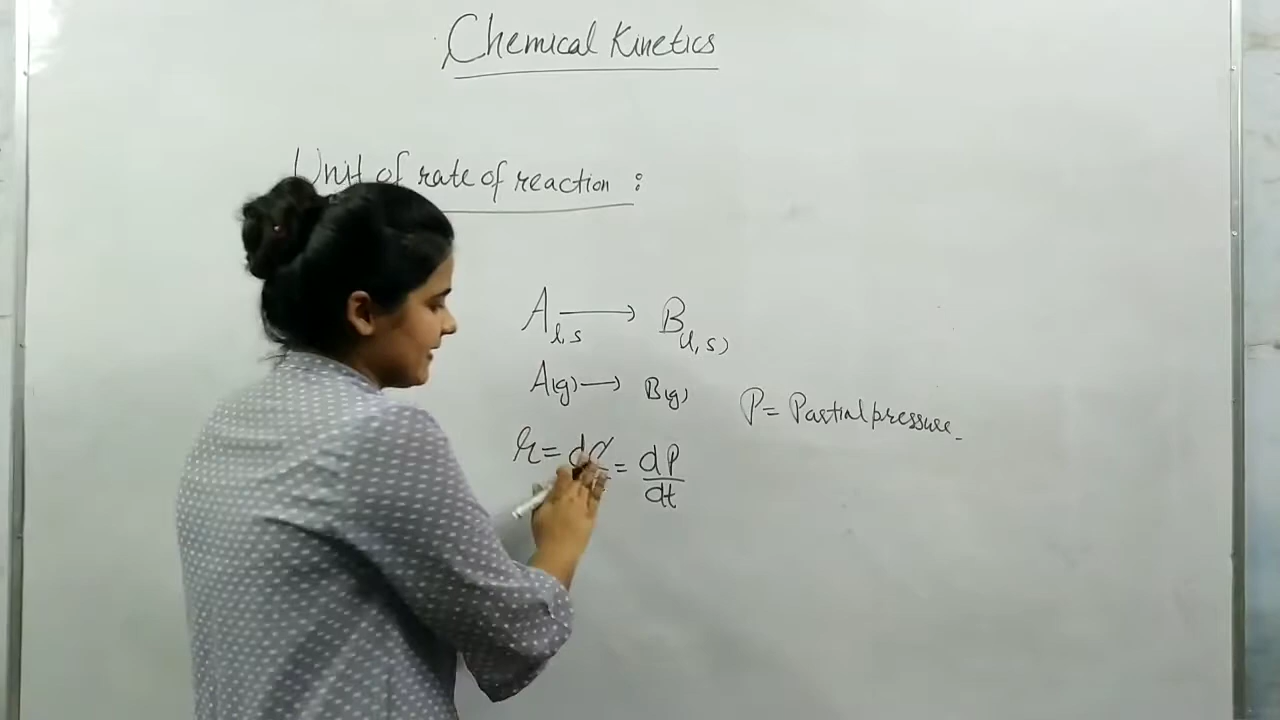 Chemical Kinetics
Unit of rate of reaction :
A l,s ⟶ B (l,s)
A(g) ⟶ B(g)
P = Partial pressure
r = d = dP/dt